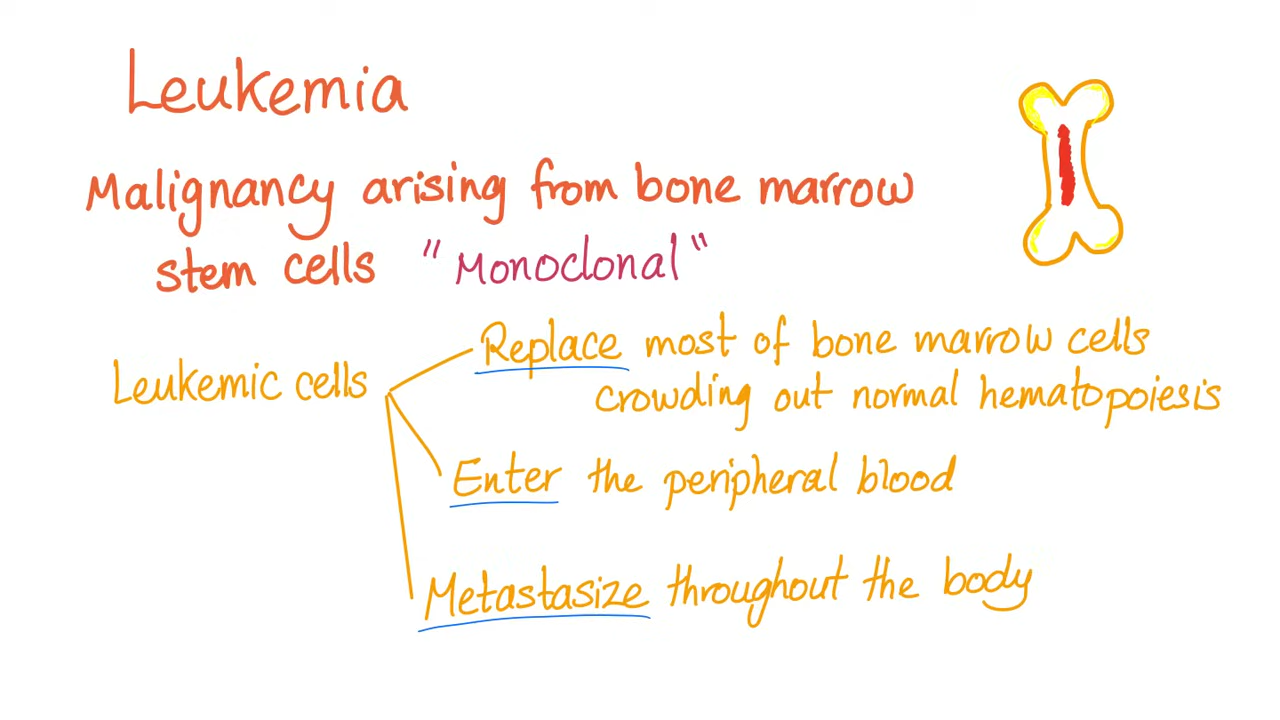 Leukemia
Malignancy arising from bone marrow
stem cells "Monoclonal"
Leukemic cells
Replace most of bone marrow cells
crowding out normal hematopoiesis
Enter the peripheral blood
Metastasize throughout the body